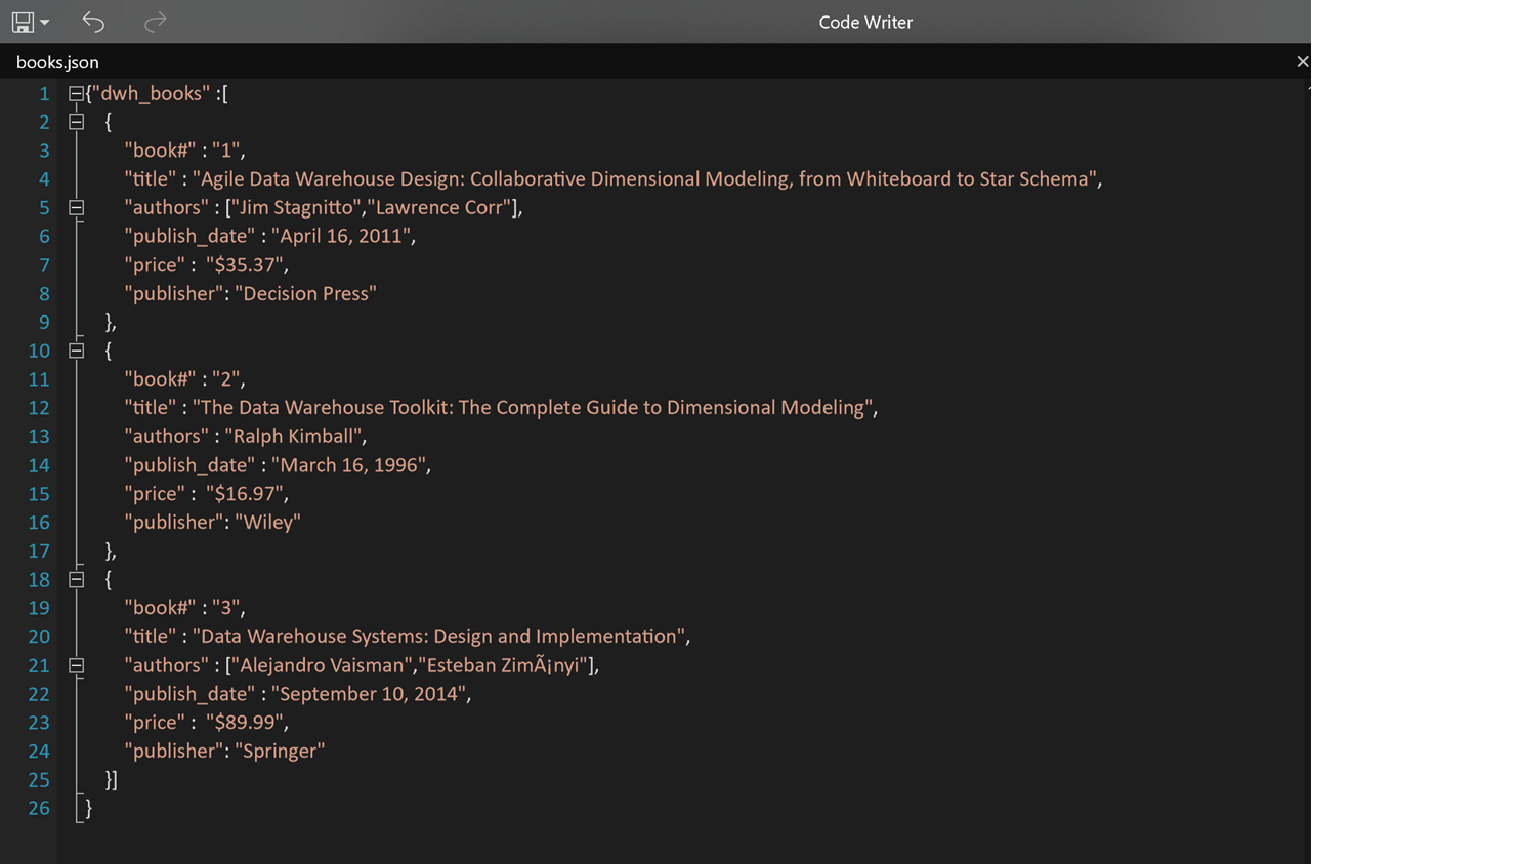 Code Writer
books.json
1 {"dwh_books" :[
2 {
3 "book#" : "1",
4 "title" : "Agile Data Warehouse Design: Collaborative Dimensional Modeling, from Whiteboard to Star Schema",
5 "authors" : ["Jim Stagnitto","Lawrence Corr"],
6 "publish_date" : "April 16, 2011",
7 "price" : "$35.37",
8 "publisher": "Decision Press"
9 },
10 {
11 "book#" : "2",
12 "title" : "The Data Warehouse Toolkit: The Complete Guide to Dimensional Modeling",
13 "authors" : "Ralph Kimball",
14 "publish_date" : "March 16, 1996",
15 "price" : "$16.97",
16 "publisher": "Wiley"
17 },
18 {
19 "book#" : "3",
20 "title" : "Data Warehouse Systems: Design and Implementation",
21 "authors" : ["Alejandro Vaisman","Esteban ZimÃ¡nyi"],
22 "publish_date" : "September 10, 2014",
23 "price" : "$89.99",
24 "publisher": "Springer"
25 }]
26 }